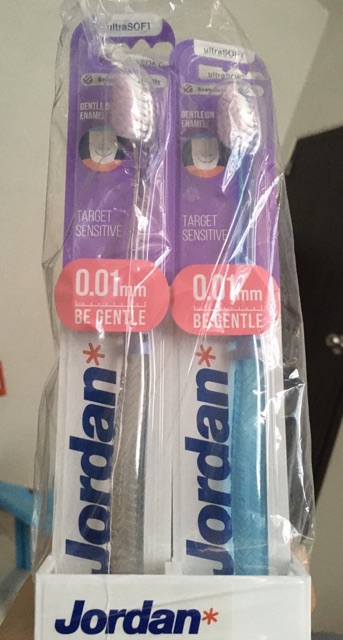 ultraSOFT
GENTLE ON
ENAMEL
TARGET
SENSITIVE
0.01mm
BE GENTLE
Jordan*
ultraSOFT
ultraSOFT
GENTLE ON
ENAMEL
TARGET
SENSITIVE
0.01mm
BE GENTLE
Jordan*
Jordan*